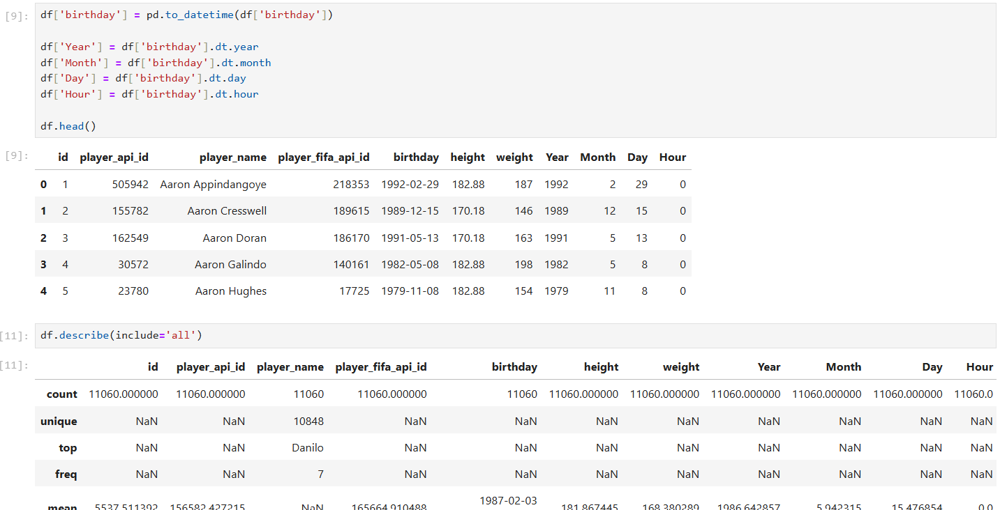 [9]: df['birthday'] = pd.to_datetime(df['birthday'])
df['Year'] = df['birthday'].dt.year
df['Month'] = df['birthday'].dt.month
df['Day'] = df['birthday'].dt.day
df['Hour'] = df['birthday'].dt.hour
df.head()
[9]: id player_api_id player_name player_fifa_api_id birthday height weight Year Month Day Hour
0 1 505942 Aaron Appindangoye 218353 1992-02-29 182.88 187 1992 2 29 0
1 2 155782 Aaron Cresswell 189615 1989-12-15 170.18 146 1989 12 15 0
2 3 162549 Aaron Doran 186170 1991-05-13 170.18 163 1991 5 13 0
3 4 30572 Aaron Galindo 140161 1982-05-08 182.88 198 1982 5 8 0
4 5 23780 Aaron Hughes 17725 1979-11-08 182.88 154 1979 11 8 0
[11]: df.describe(include='all')
[11]: id player_api_id player_name player_fifa_api_id birthday height weight Year Month Day Hour
count 11060.000000 11060.000000 11060 11060.000000 11060 11060.000000 11060.000000 11060.000000 11060.000000 11060.000000 11060.0
unique NaN NaN 10848 NaN NaN NaN NaN NaN NaN NaN NaN
top NaN NaN Danilo NaN NaN NaN NaN NaN NaN NaN NaN
freq NaN NaN 7 NaN NaN NaN NaN NaN NaN NaN NaN
mean 5537.511392 156582.427215 NaN 165664.910488 1987-02-03 181.867445 168.380289 1986.642857 5.942315 15.476854 0.0